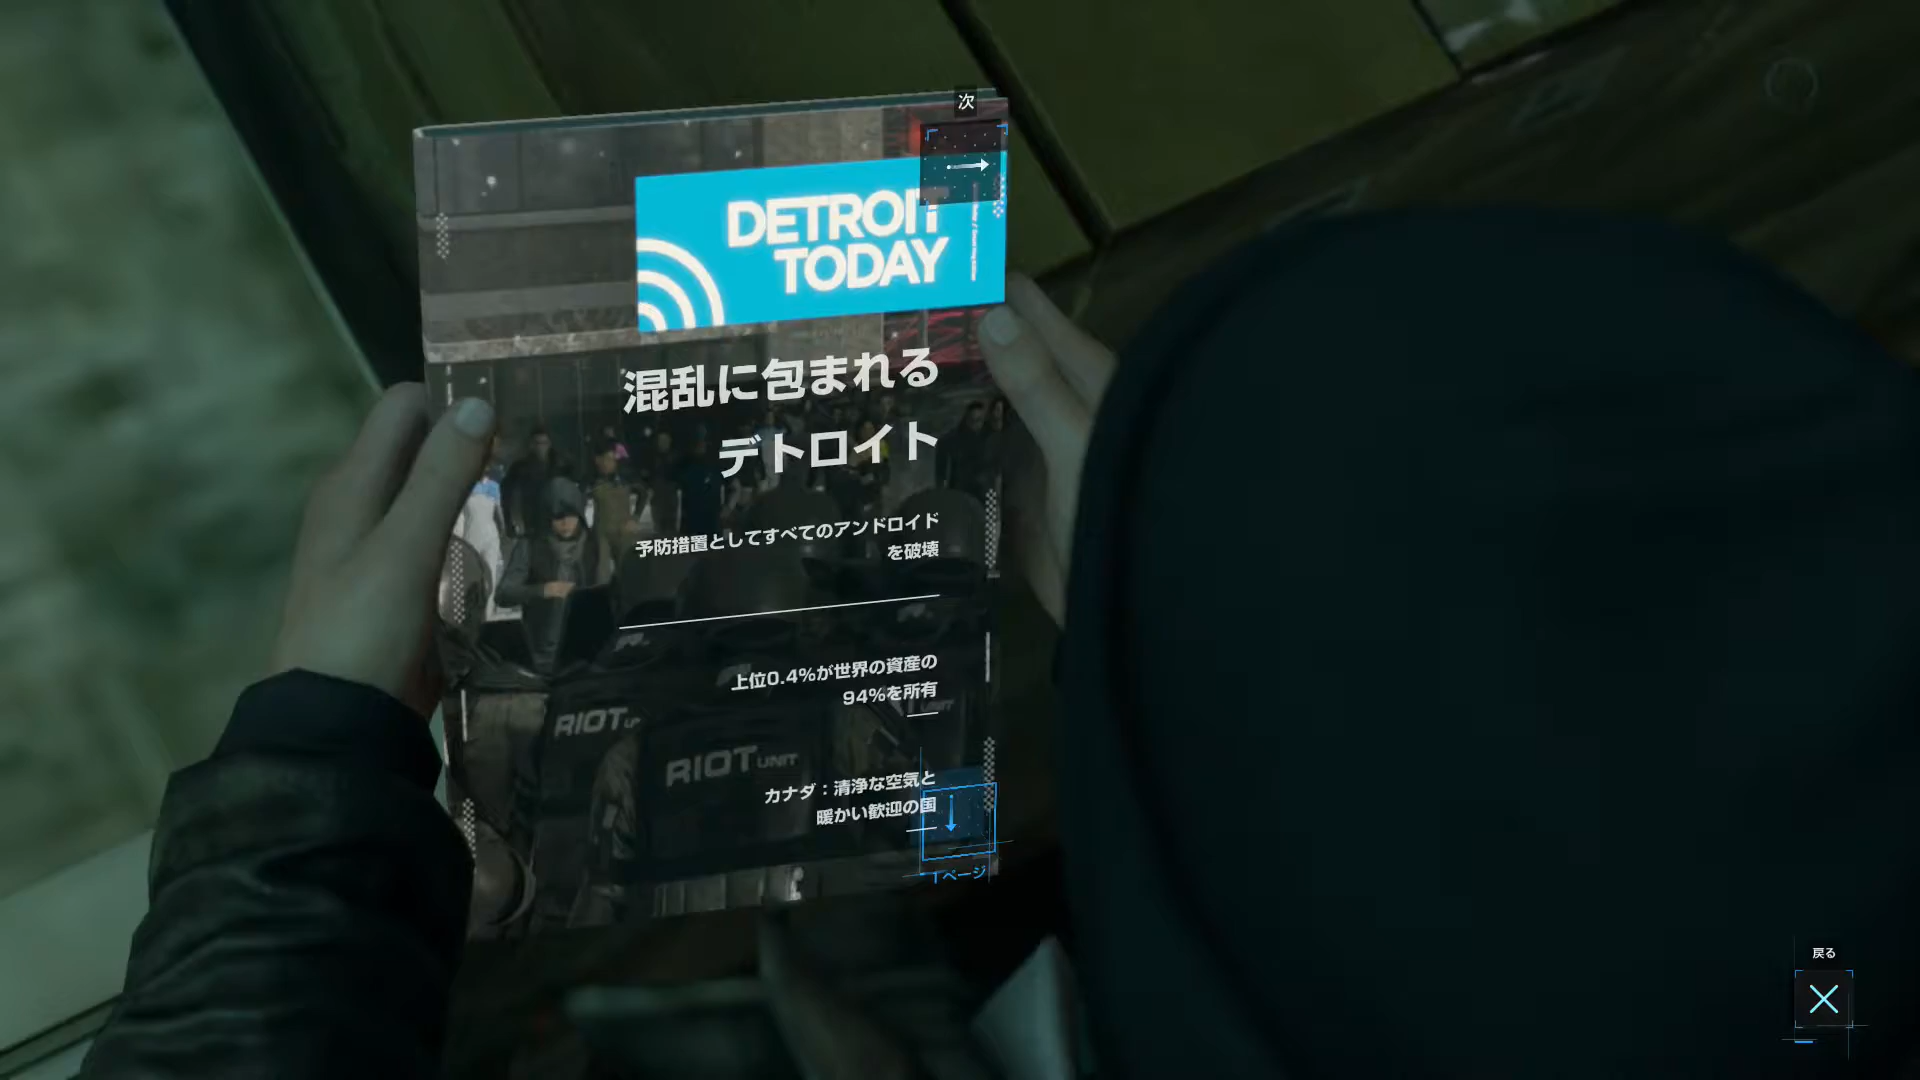 次
DETROIT
TODAY
混乱に包まれる
デトロイト
予防措置としてすべてのアンドロイド
を破壊
上位0.4%が世界の資産の
94%を所有
RIOT
RIOT UNIT
UNIT
カナダ：清浄な空気と
暖かい歓迎の国
1ページ
戻る